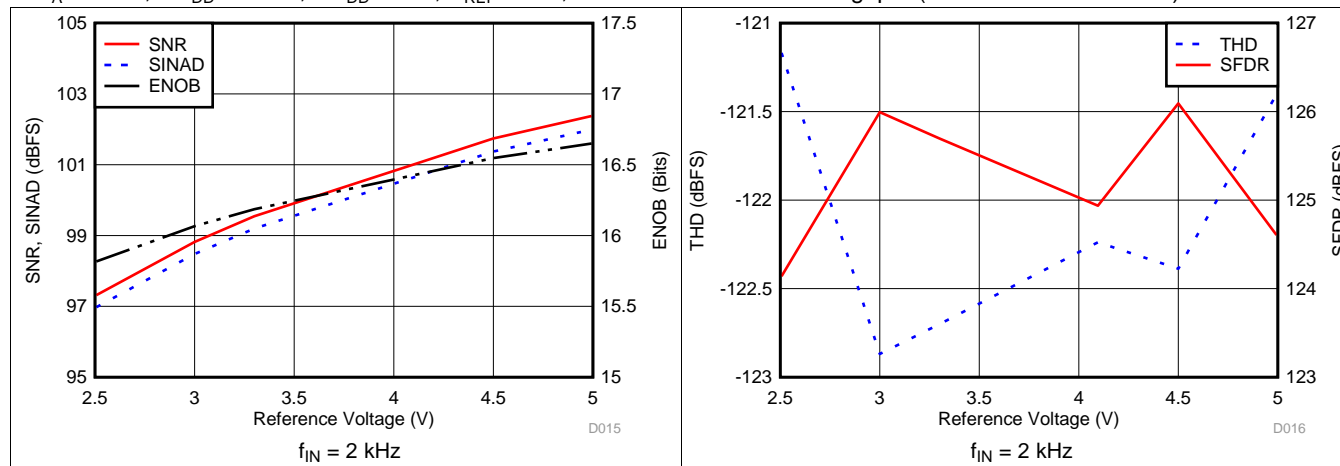 SNR
SINAD
ENOB
105
103
101
99
97
95
SNR, SINAD (dBFS)
17.5
17
16.5
16
15.5
15
ENOB (Bits)
2.5 3 3.5 4 4.5 5
Reference Voltage (V)
D015
fIN = 2 kHz
THD
SFDR
-121
-121.5
-122
-122.5
-123
THD (dBFS)
127
126
125
124
123
SFDR (dBFS)
2.5 3 3.5 4 4.5 5
Reference Voltage (V)
D016
fIN = 2 kHz